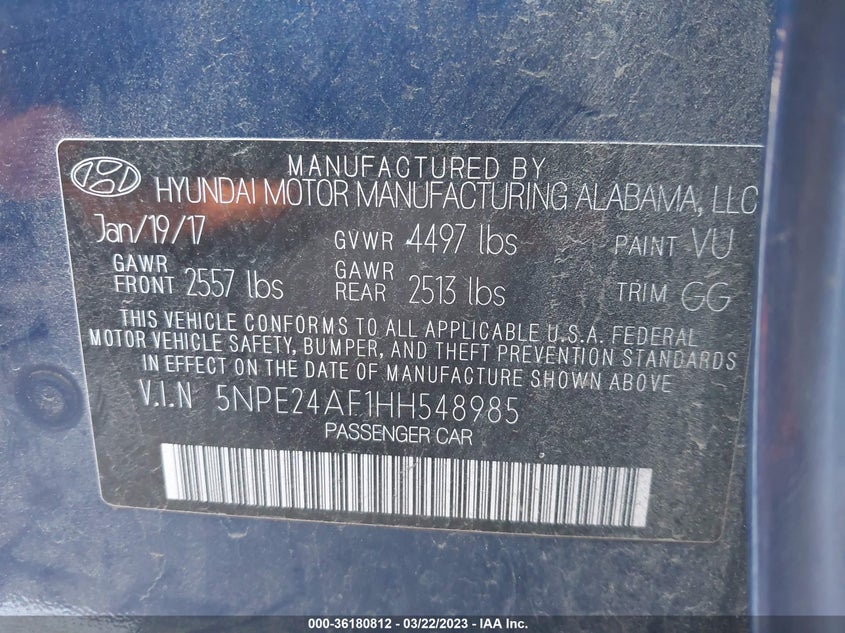 MANUFACTURED BY
HYUNDAI MOTOR MANUFACTURING ALABAMA, LLC
Jan/19/17 GVWR 4497 lbs PAINT VU
GAWR FRONT 2557 lbs GAWR REAR 2513 lbs TRIM GG
THIS VEHICLE CONFORMS TO ALL APPLICABLE U.S.A. FEDERAL
MOTOR VEHICLE SAFETY, BUMPER, AND THEFT PREVENTION STANDARDS
IN EFFECT ON THE DATE OF MANUFACTURE SHOWN ABOVE
V.I.N 5NPE24AF1HH548985
PASSENGER CAR
000-36180812 - 03/22/2023 - IAA Inc.